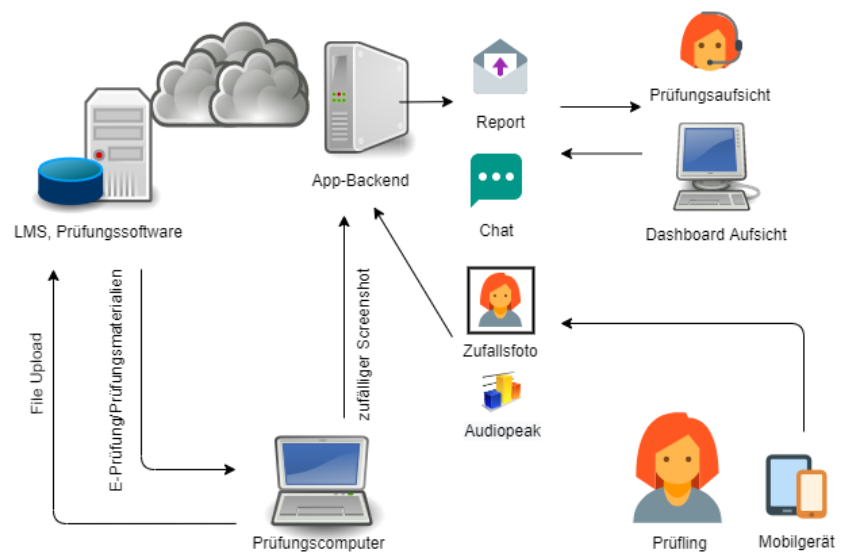 Prüfungsaufsicht
Report
App-Backend
Chat
LMS, Prüfungssoftware
Dashboard Aufsicht
File Upload
E-Prüfung/Prüfungsmaterialien
zufälliger Screenshot
Zufallsfoto
Audiopeak
Prüfungscomputer
Prüfling
Mobilgerät